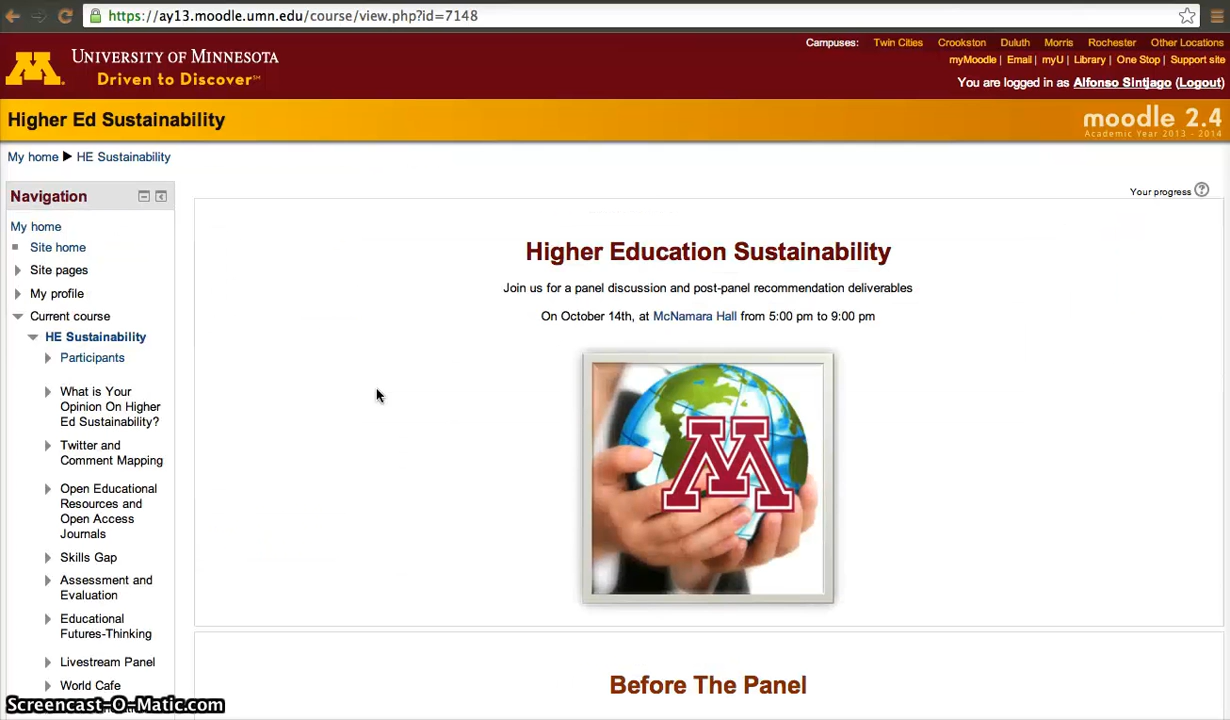 https://ay13.moodle.umn.edu/course/view.php?id=7148
UNIVERSITY OF MINNESOTA
Driven to Discover℠
Campuses: Twin Cities Crookston Duluth Morris Rochester Other Locations
myMoodle | Email | myU | Library | One Stop | Support site
You are logged in as Alfonso Sintjago (Logout)
Higher Ed Sustainability
moodle 2.4
Academic Year 2013 - 2014
My home ► HE Sustainability
Navigation
My home
Site home
Site pages
My profile
Current course
HE Sustainability
Participants
What is Your
Opinion On Higher
Ed Sustainability?
Twitter and
Comment Mapping
Open Educational
Resources and
Open Access
Journals
Skills Gap
Assessment and
Evaluation
Educational
Futures-Thinking
Livestream Panel
World Cafe
Your progress
Higher Education Sustainability
Join us for a panel discussion and post-panel recommendation deliverables
On October 14th, at McNamara Hall from 5:00 pm to 9:00 pm
M
Before The Panel
Screencast-O-Matic.com